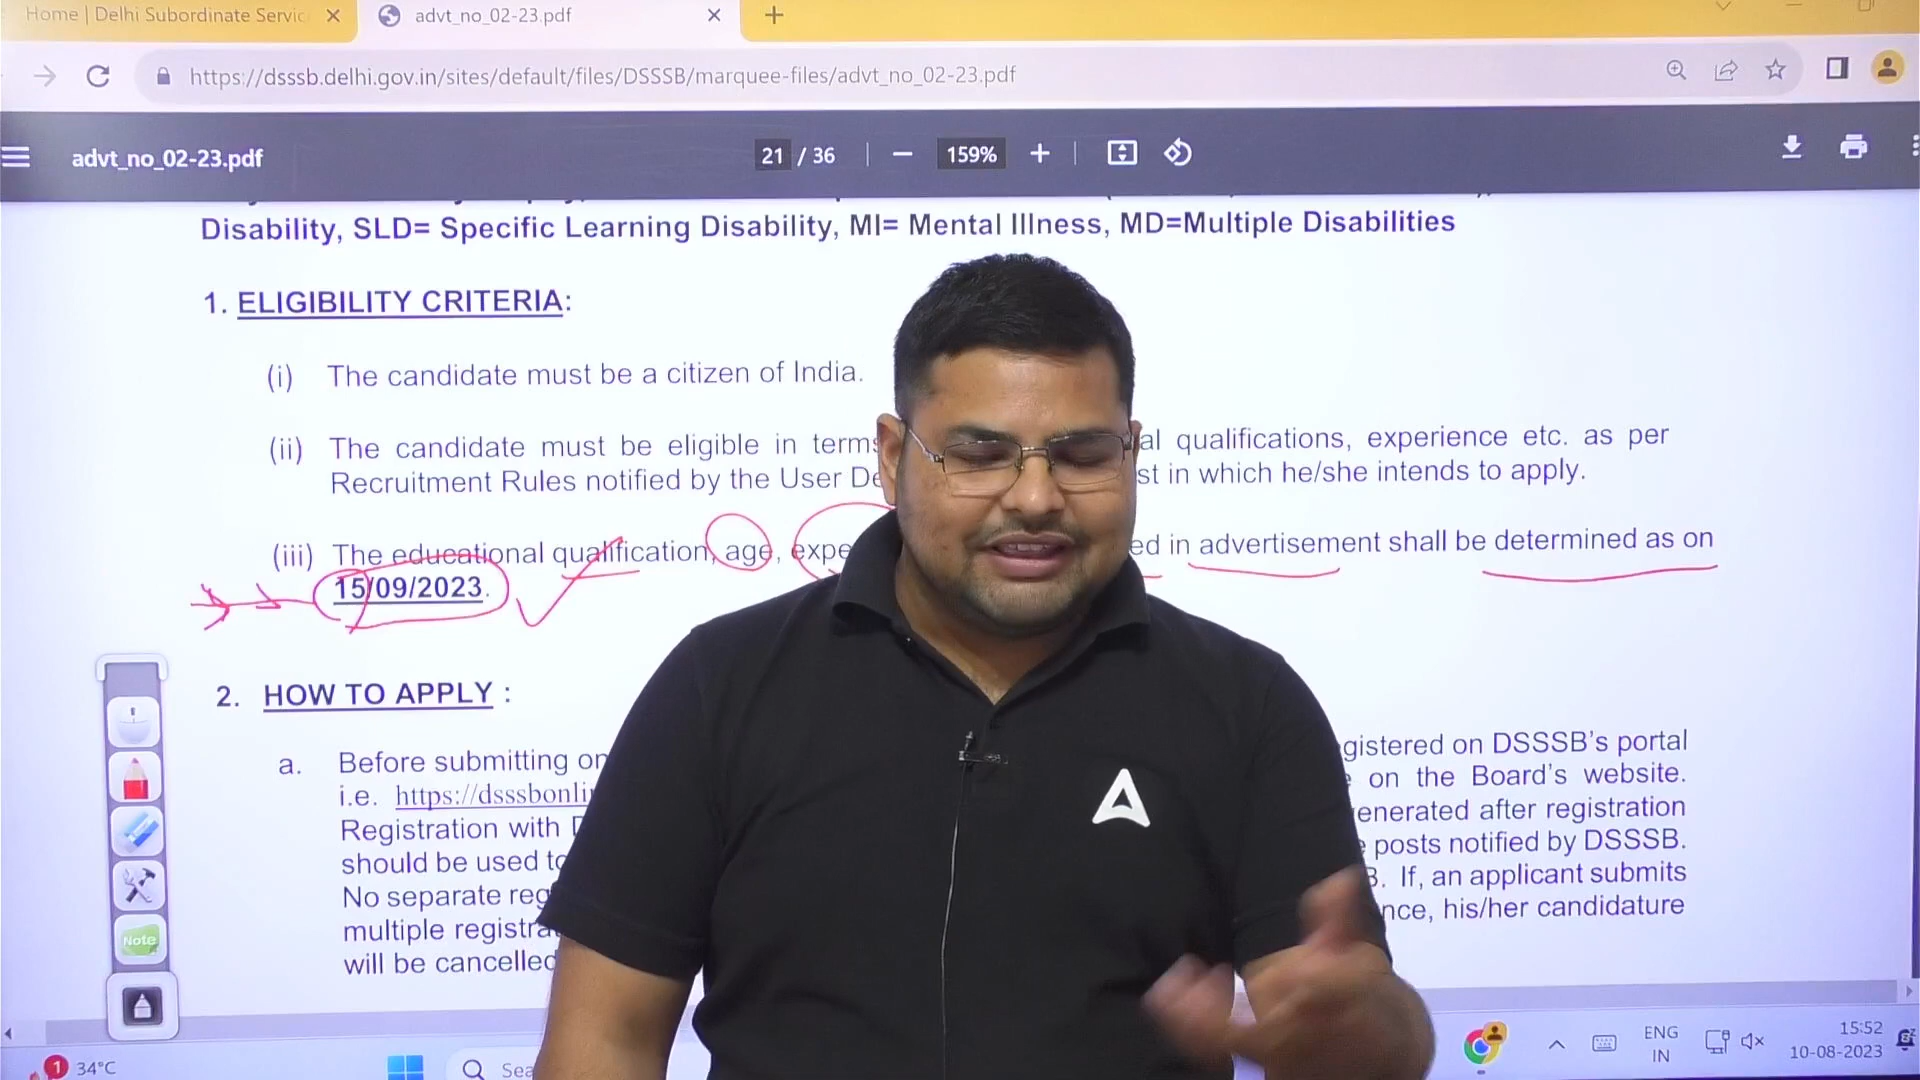 Home | Delhi Subordinate Servic
advt_no_02-23.pdf
https://dsssb.delhi.gov.in/sites/default/files/DSSSB/marquee-files/advt_no_02-23.pdf
advt_no_02-23.pdf
21 / 36
159%
Disability, SLD= Specific Learning Disability, MI= Mental Illness, MD=Multiple Disabilities
1. ELIGIBILITY CRITERIA:
(i) The candidate must be a citizen of India.
(ii) The candidate must be eligible in terms al qualifications, experience etc. as per
Recruitment Rules notified by the User De st in which he/she intends to apply.
(iii) The educational qualification, age, expe ed in advertisement shall be determined as on
15/09/2023.
2. HOW TO APPLY :
a. Before submitting on gistered on DSSSB's portal
i.e. https://dsssbonli on the Board's website.
Registration with D enerated after registration
should be used to posts notified by DSSSB.
No separate reg B. If, an applicant submits
multiple registra nce, his/her candidature
will be cancelled
Note
1 34°C
Sea
ENG
IN
15:52
10-08-2023